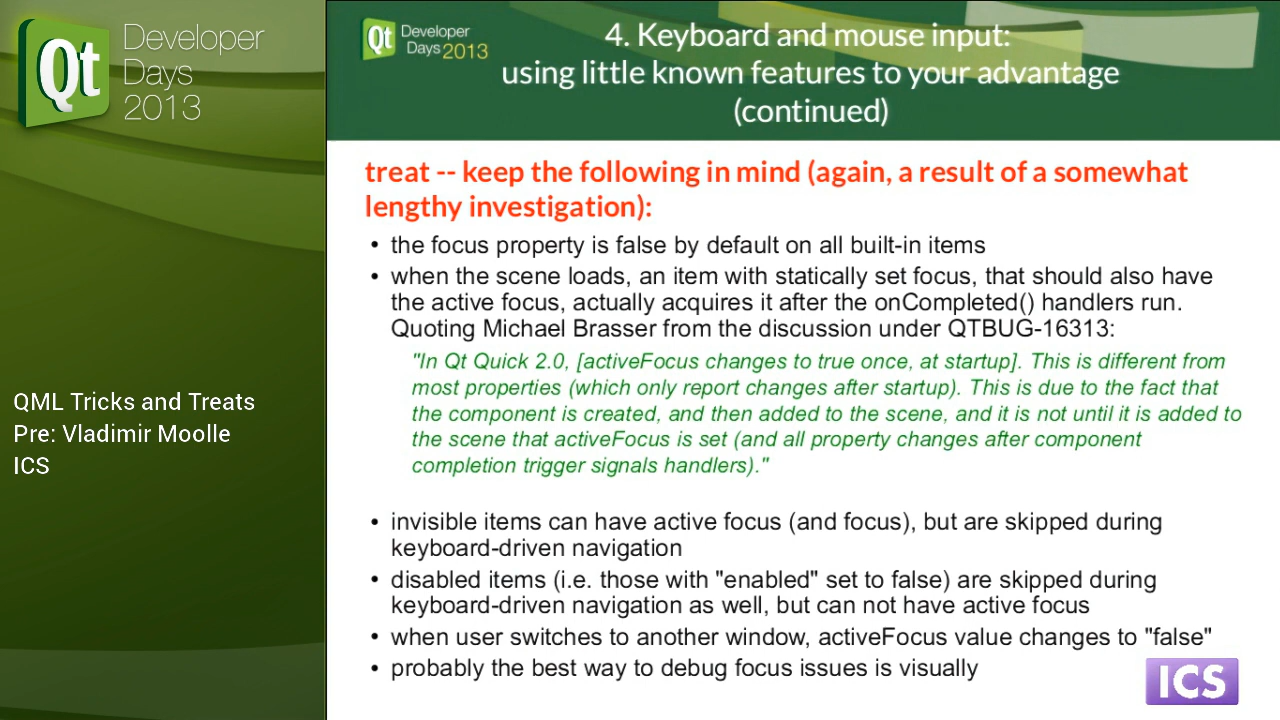 Qt Developer
Days
2013
QML Tricks and Treats
Pre: Vladimir Moolle
ICS
Qt Developer
Days 2013
4. Keyboard and mouse input:
using little known features to your advantage
(continued)
treat -- keep the following in mind (again, a result of a somewhat
lengthy investigation):
• the focus property is false by default on all built-in items
• when the scene loads, an item with statically set focus, that should also have
the active focus, actually acquires it after the onCompleted() handlers run.
Quoting Michael Brasser from the discussion under QTBUG-16313:
"In Qt Quick 2.0, [activeFocus changes to true once, at startup]. This is different from
most properties (which only report changes after startup). This is due to the fact that
the component is created, and then added to the scene, and it is not until it is added to
the scene that activeFocus is set (and all property changes after component
completion trigger signals handlers)."
• invisible items can have active focus (and focus), but are skipped during
keyboard-driven navigation
• disabled items (i.e. those with "enabled" set to false) are skipped during
keyboard-driven navigation as well, but can not have active focus
• when user switches to another window, activeFocus value changes to "false"
• probably the best way to debug focus issues is visually
ICS